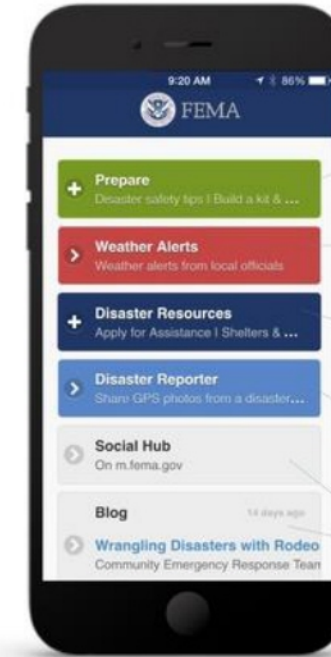 9:20 AM 86%
FEMA
Prepare
Disaster safety tips | Build a kit & ...
Weather Alerts
Weather alerts from local officials
Disaster Resources
Apply for Assistance | Shelters & ...
Disaster Reporter
Share GPS photos from a disaster...
Social Hub
On m.fema.gov
Blog 14 days ago
Wrangling Disasters with Rodeo
Community Emergency Response Team